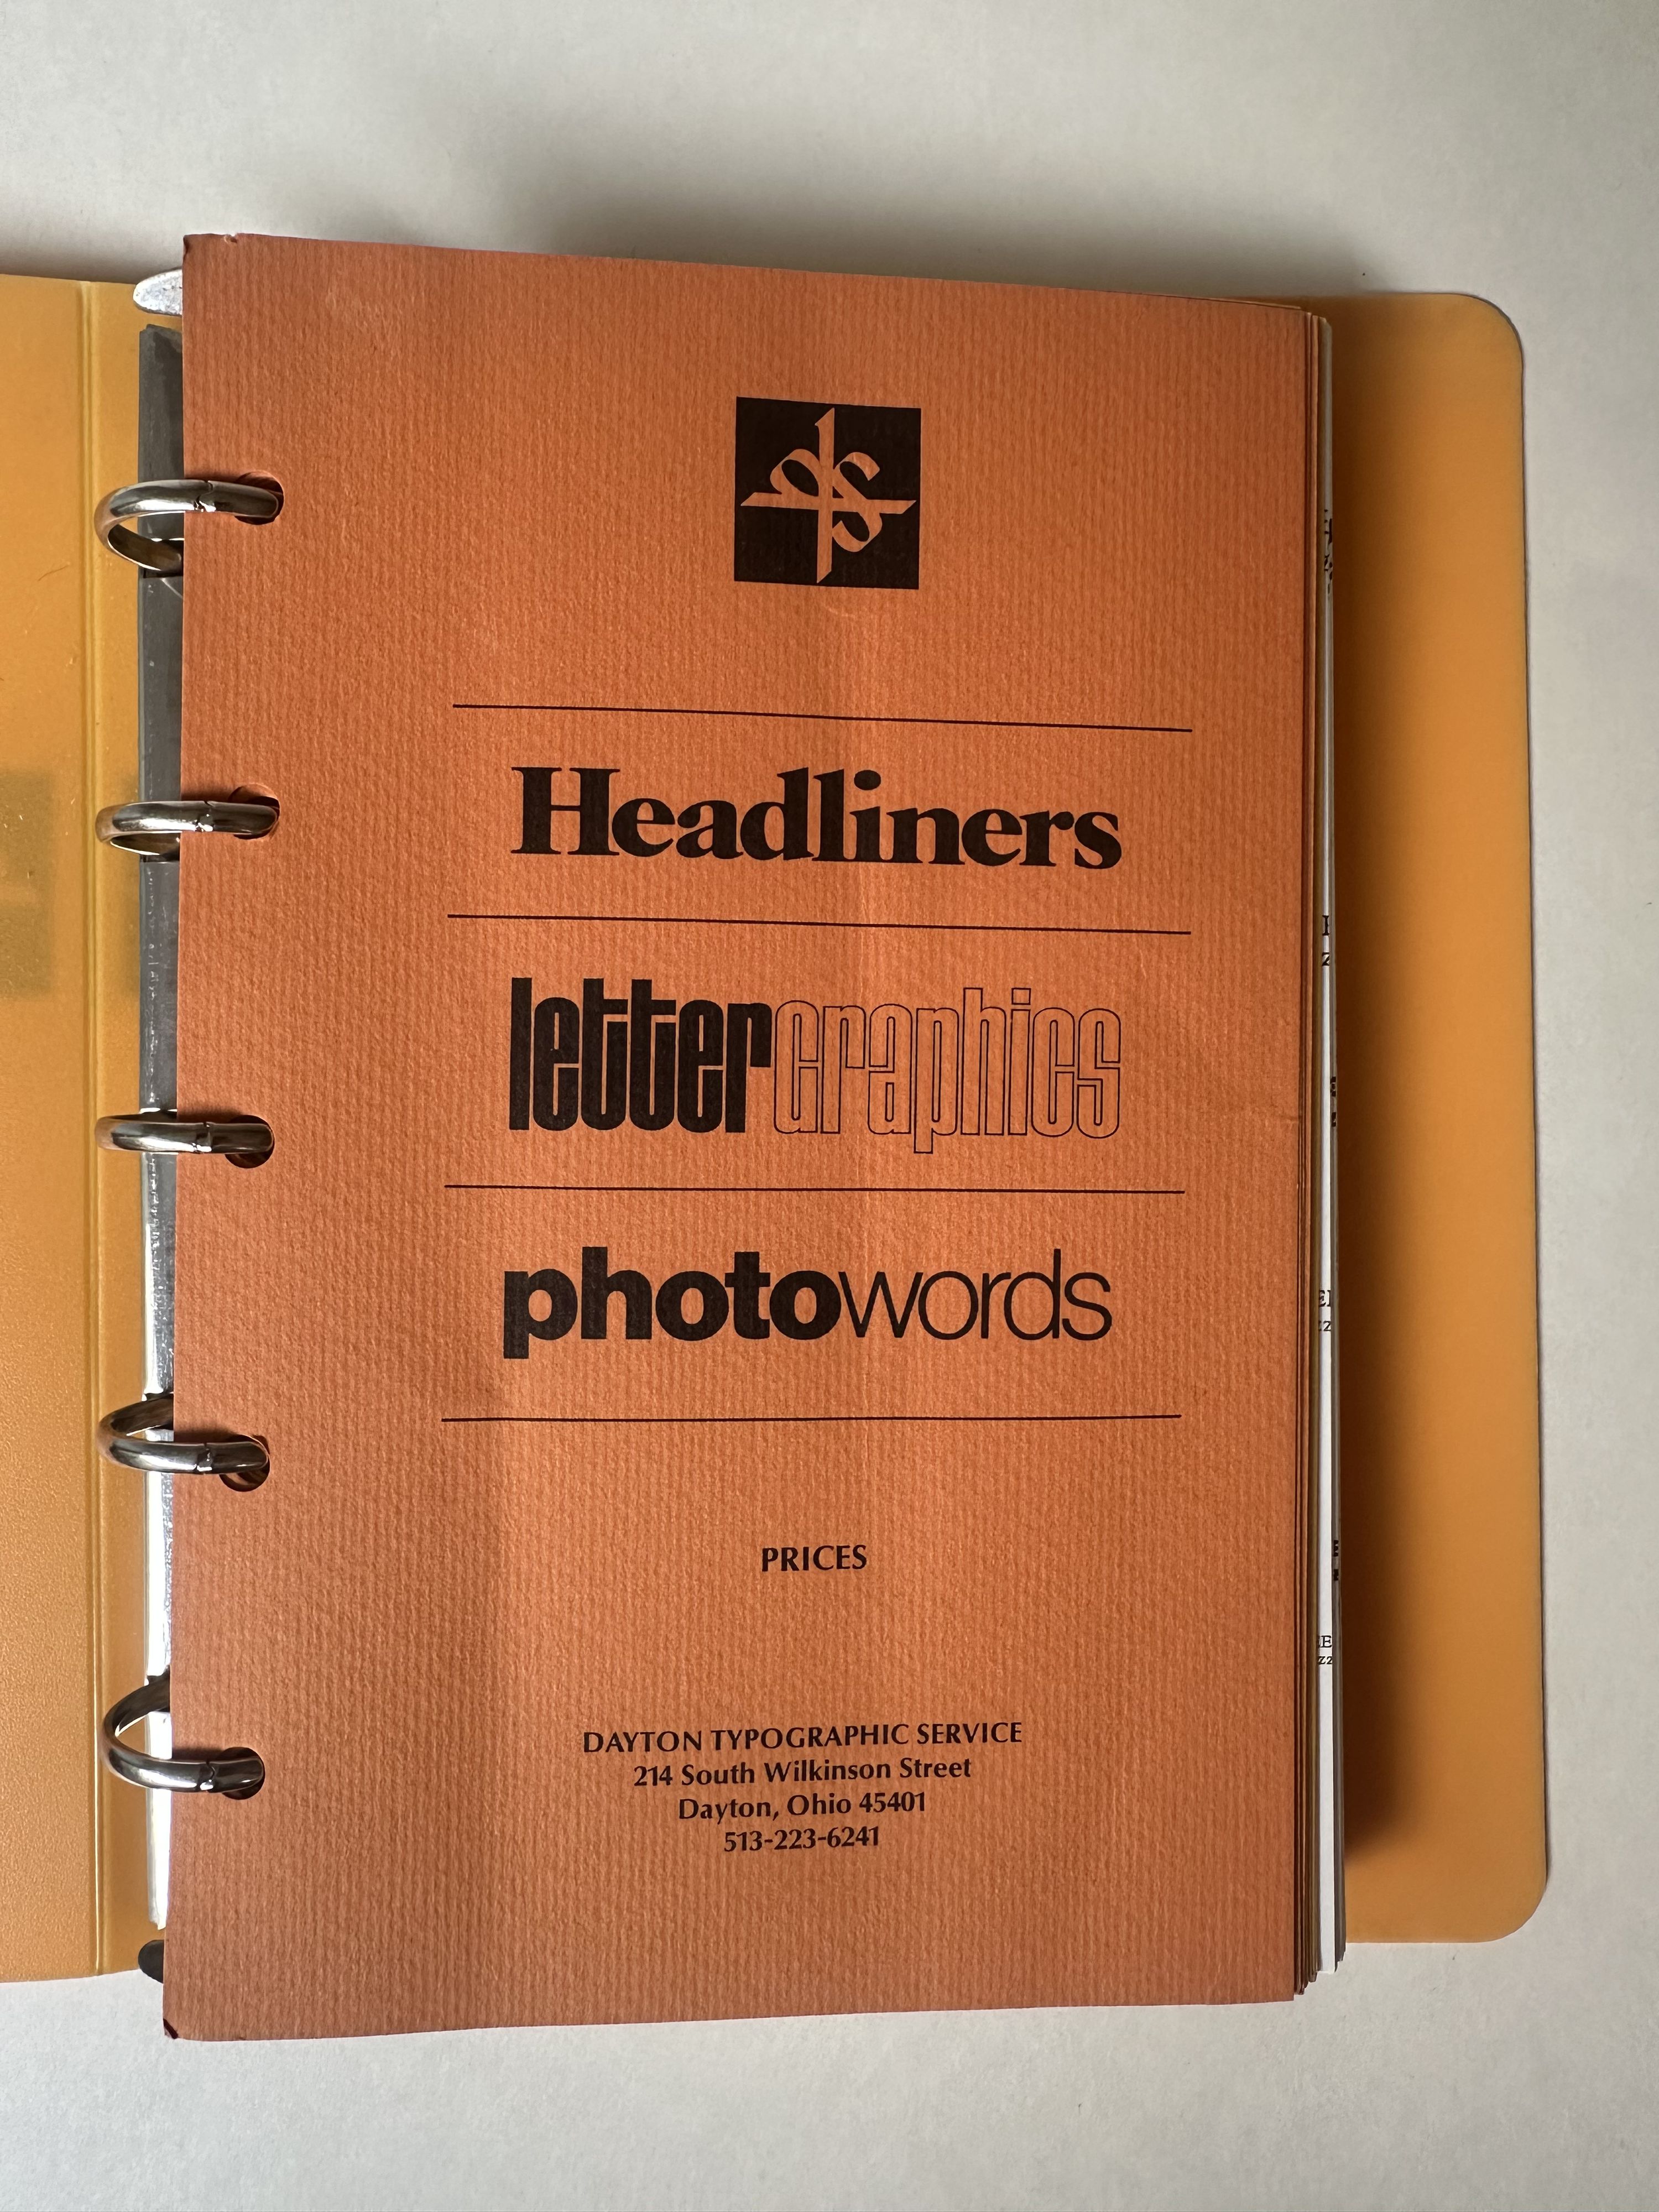 Headliners
lettergraphics
photowords
PRICES
DAYTON TYPOGRAPHIC SERVICE
214 South Wilkinson Street
Dayton, Ohio 45401
513-223-6241